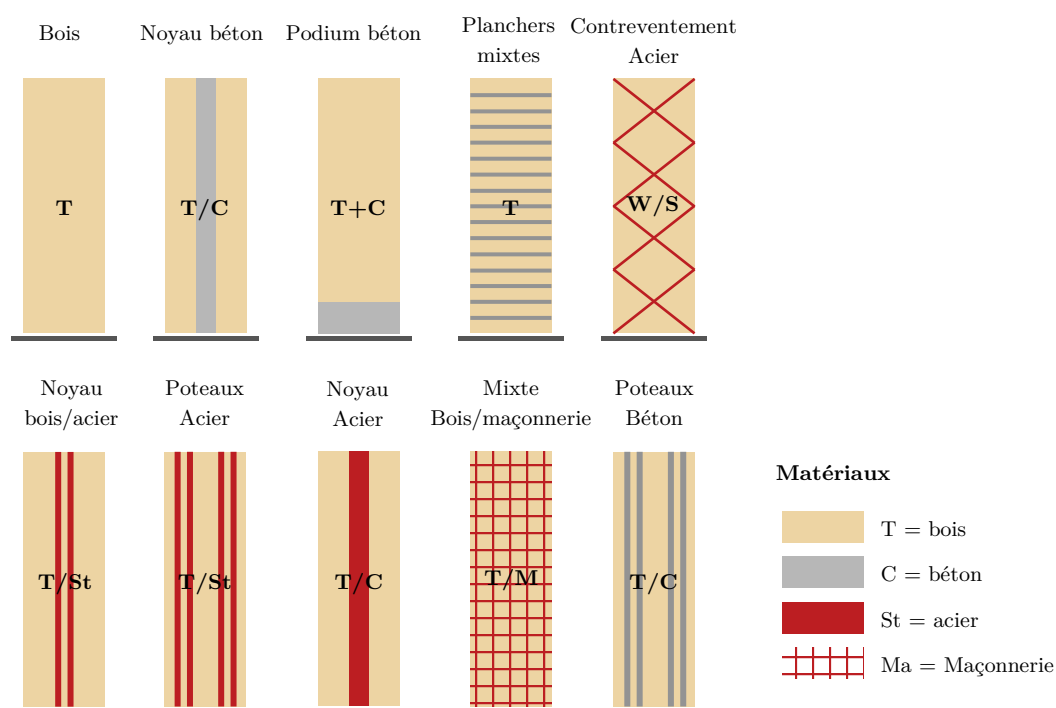 Bois
Noyau béton
Podium béton
Planchers
mixtes
Contreventement
Acier
T
T/C
T+C
T
W/S
Noyau
bois/acier
Poteaux
Acier
Noyau
Acier
Mixte
Bois/maçonnerie
Poteaux
Béton
T/St
T/St
T/C
T/M
T/C
Matériaux
T = bois
C = béton
St = acier
Ma = Maçonnerie